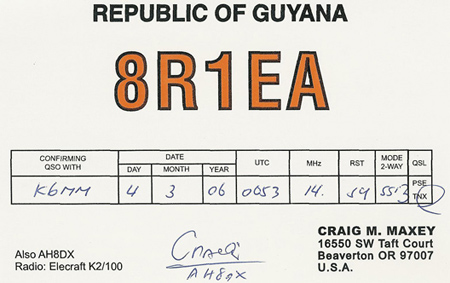 REPUBLIC OF GUYANA
8R1EA
CONFIRMING QSO WITH DATE UTC MHz RST MODE 2-WAY QSL
DAY MONTH YEAR
K6MM 4 3 06 0053 14. 59 SSB PSE TNX
CRAIG M. MAXEY
16550 SW Taft Court
Also AH8DX Beaverton OR 97007
Radio: Elecraft K2/100 AH8DX U.S.A.